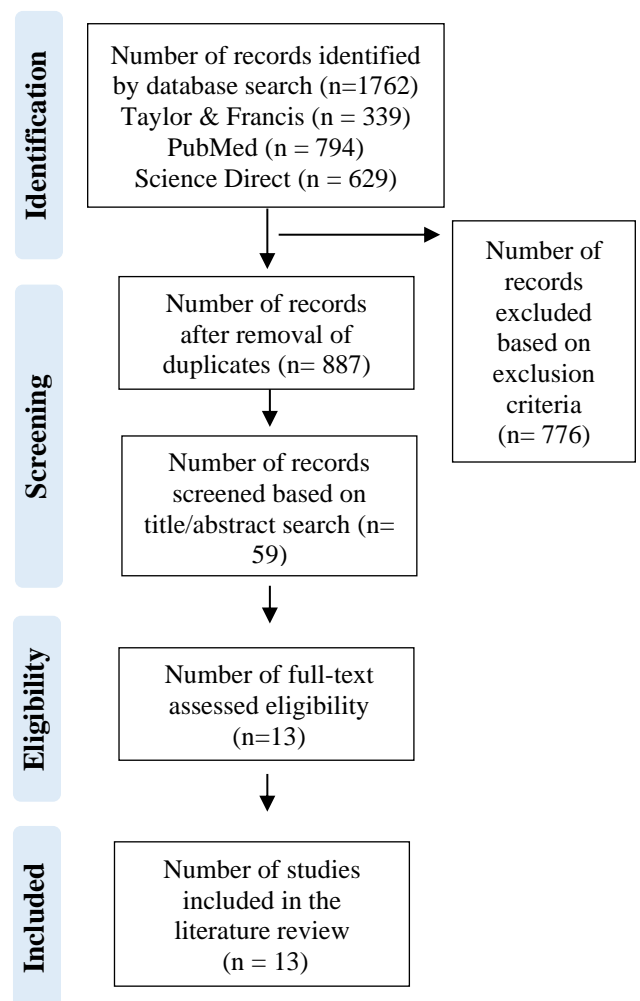 Identification
Number of records identified
by database search (n=1762)
Taylor & Francis (n = 339)
PubMed (n = 794)
Science Direct (n = 629)
Number of
records
excluded
based on
exclusion
criteria
(n= 776)
Screening
Number of records
after removal of
duplicates (n= 887)
Number of records
screened based on
title/abstract search (n=
59)
Eligibility
Number of full-text
assessed eligibility
(n=13)
Included
Number of studies
included in the
literature review
(n = 13)